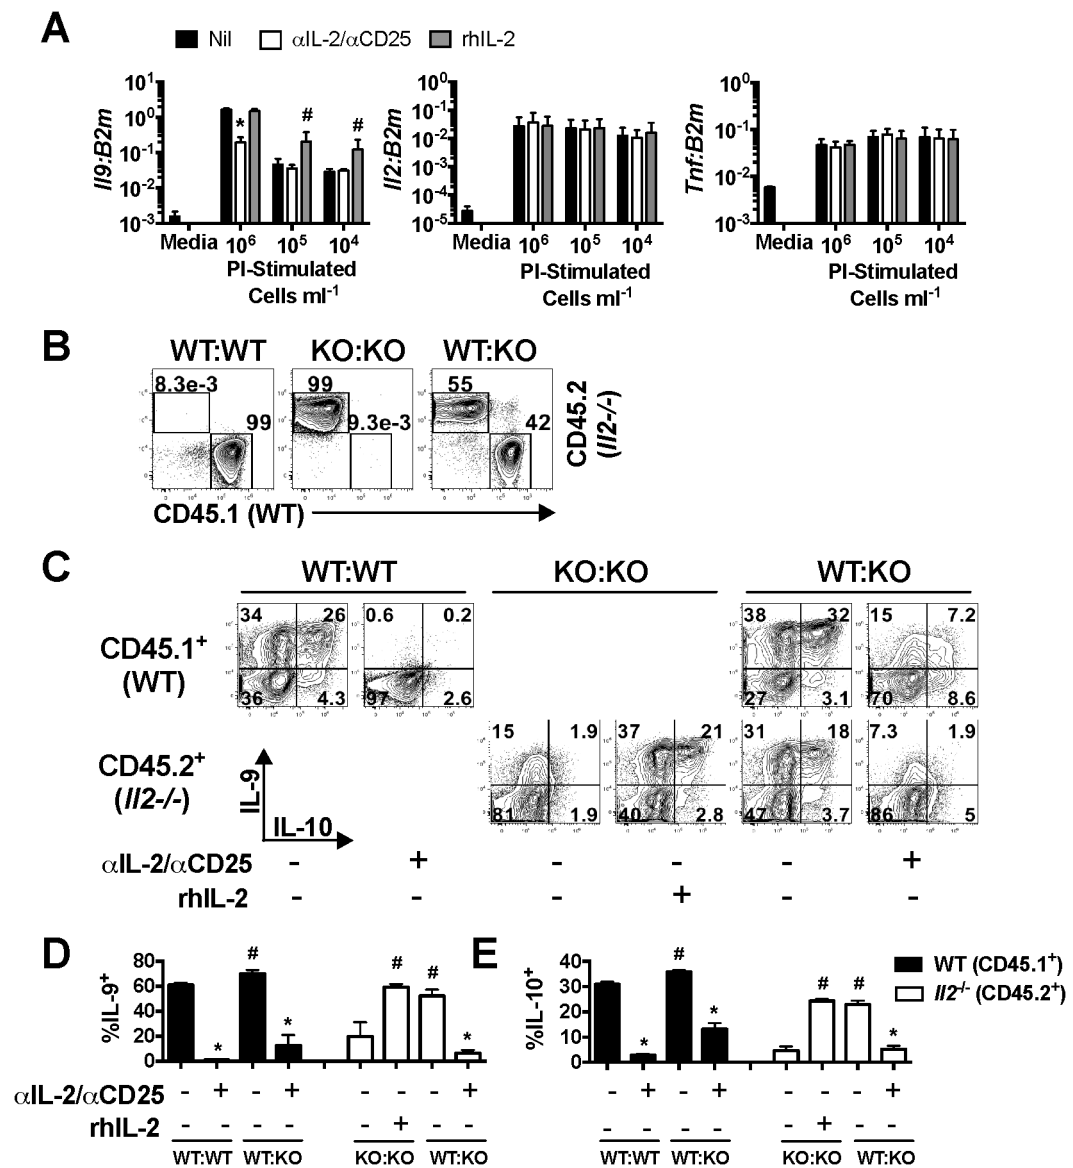 A
Nil αIL-2/αCD25 rhIL-2
Il9:B2m
10¹
10⁰
10⁻¹
10⁻²
10⁻³
* # #
Media 10⁶ 10⁵ 10⁴
PI-Stimulated
Cells ml⁻¹
Il2:B2m
10⁰
10⁻¹
10⁻²
10⁻³
10⁻⁴
10⁻⁵
Media 10⁶ 10⁵ 10⁴
PI-Stimulated
Cells ml⁻¹
Tnf:B2m
10⁰
10⁻¹
10⁻²
10⁻³
Media 10⁶ 10⁵ 10⁴
PI-Stimulated
Cells ml⁻¹
B
WT:WT KO:KO WT:KO
8.3e-3 99
99 9.3e-3
55 42
CD45.2
(Il2-/-)
CD45.1 (WT)
C
WT:WT KO:KO WT:KO
CD45.1⁺
(WT)
34 26 0.6 0.2 38 32 15 7.2
36 4.3 97 2.6 27 3.1 70 8.6
CD45.2⁺
(Il2-/-)
15 1.9 37 21 31 18 7.3 1.9
81 1.9 40 2.8 47 3.7 86 5
IL-9
IL-10
αIL-2/αCD25 - + - - - +
rhIL-2 - - - + - -
D
%IL-9⁺
80
60
40
20
0
* # * # # *
αIL-2/αCD25 - + - + - - - +
rhIL-2 - - - - - + - -
WT:WT WT:KO KO:KO WT:KO
E
%IL-10⁺
40
30
20
10
0
* # * # # *
WT (CD45.1⁺)
Il2⁻/⁻ (CD45.2⁺)
- + - + - - - +
- - - - - + - -
WT:WT WT:KO KO:KO WT:KO